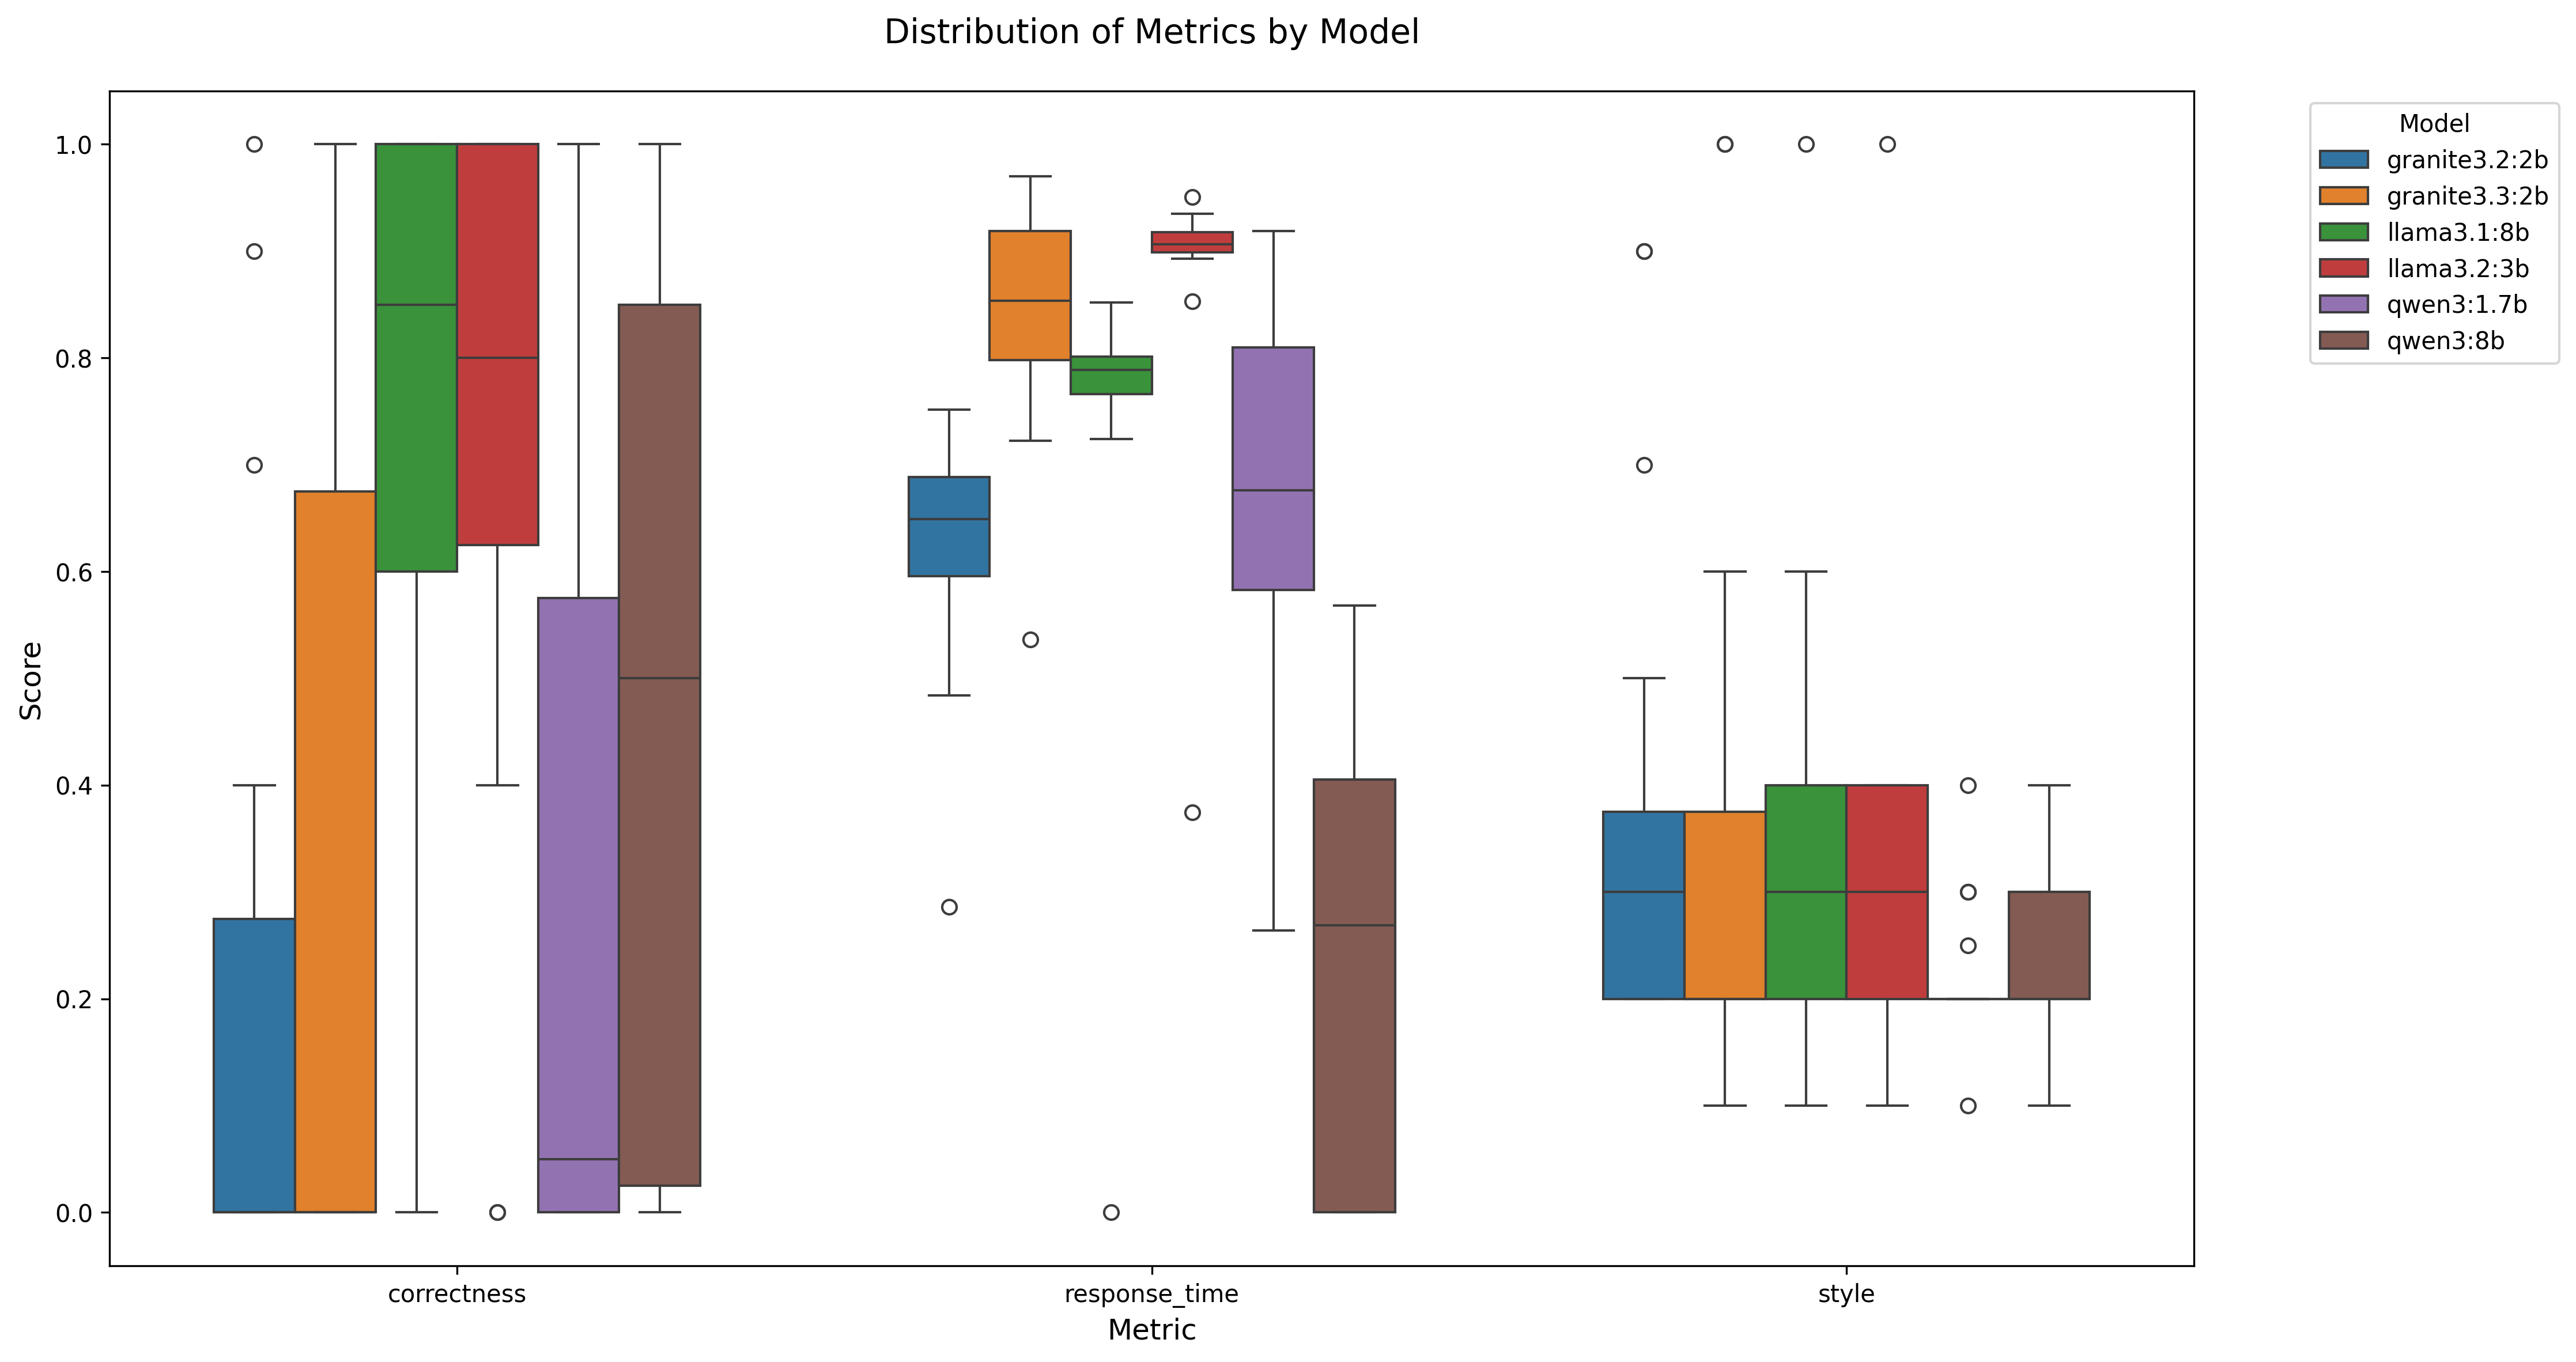 Distribution of Metrics by Model
Model
granite3.2:2b
granite3.3:2b
llama3.1:8b
llama3.2:3b
qwen3:1.7b
qwen3:8b
1.0
0.8
0.6
0.4
0.2
0.0
Score
correctness
response_time
style
Metric